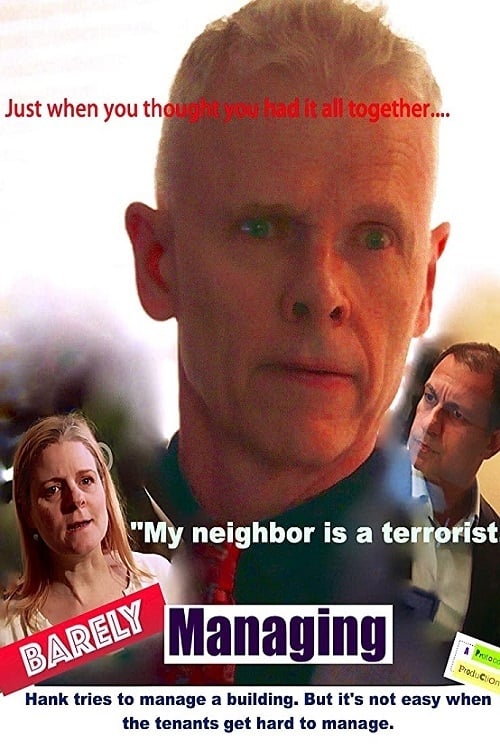 Just when you thought you had it all together....
"My neighbor is a terrorist
BARELY
Managing
A
Production
Hank tries to manage a building. But it's not easy when
the tenants get hard to manage.